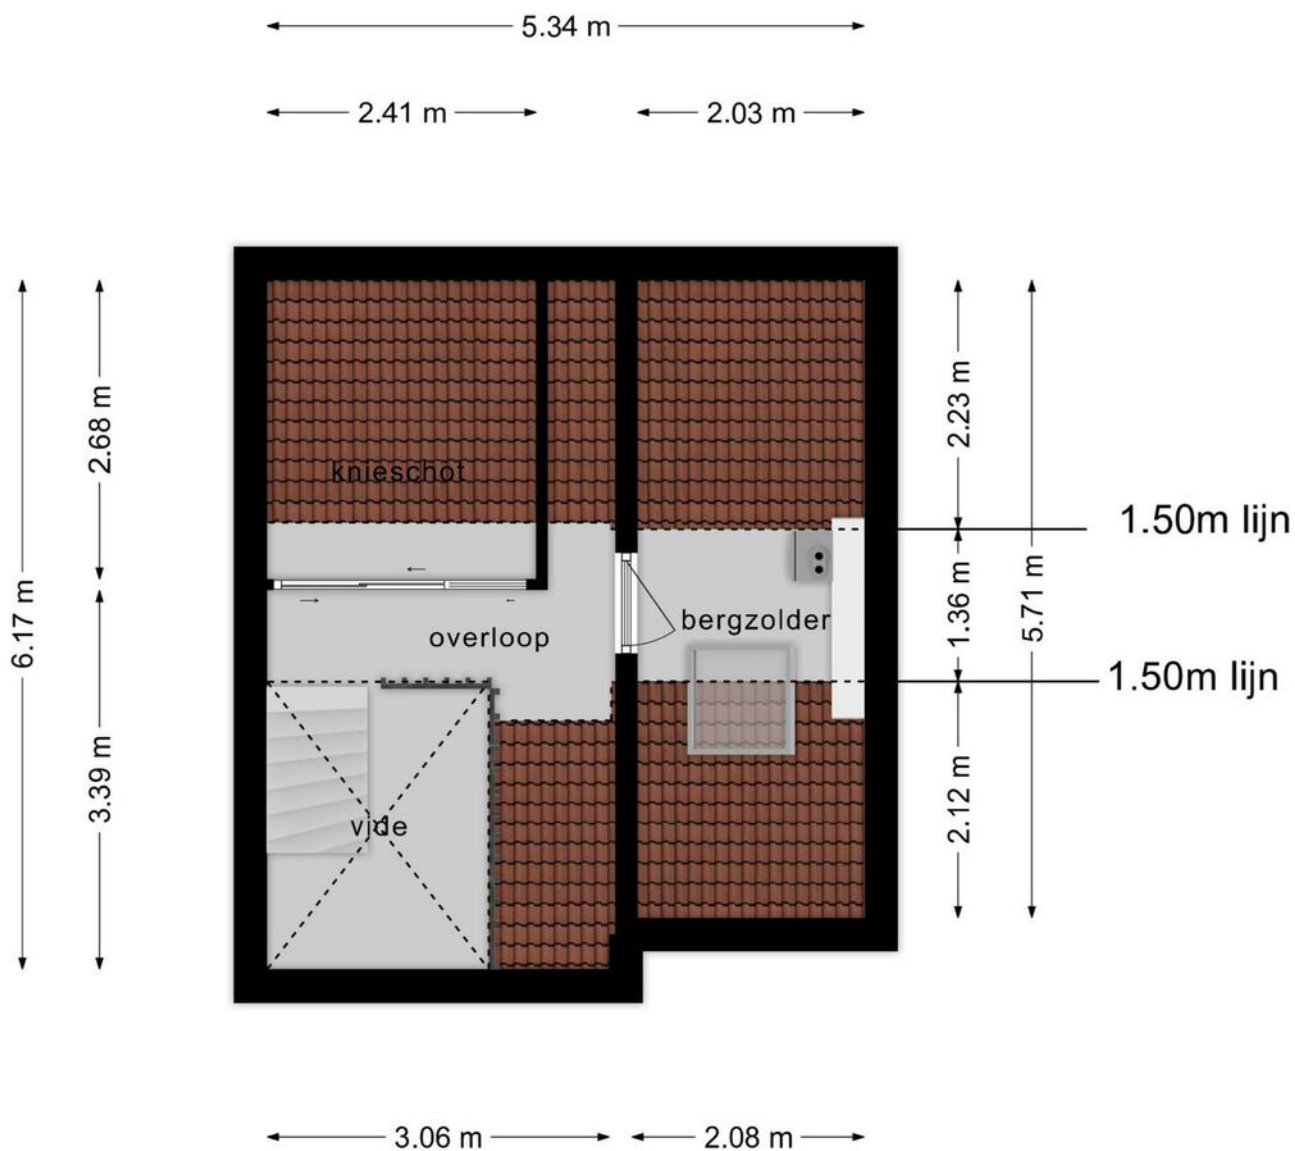 5.34 m
2.41 m
2.03 m
6.17 m
2.68 m
3.39 m
2.23 m
1.36 m
2.12 m
5.71 m
knieschot
1.50m lijn
bergzolder
overloop
1.50m lijn
vide
3.06 m
2.08 m